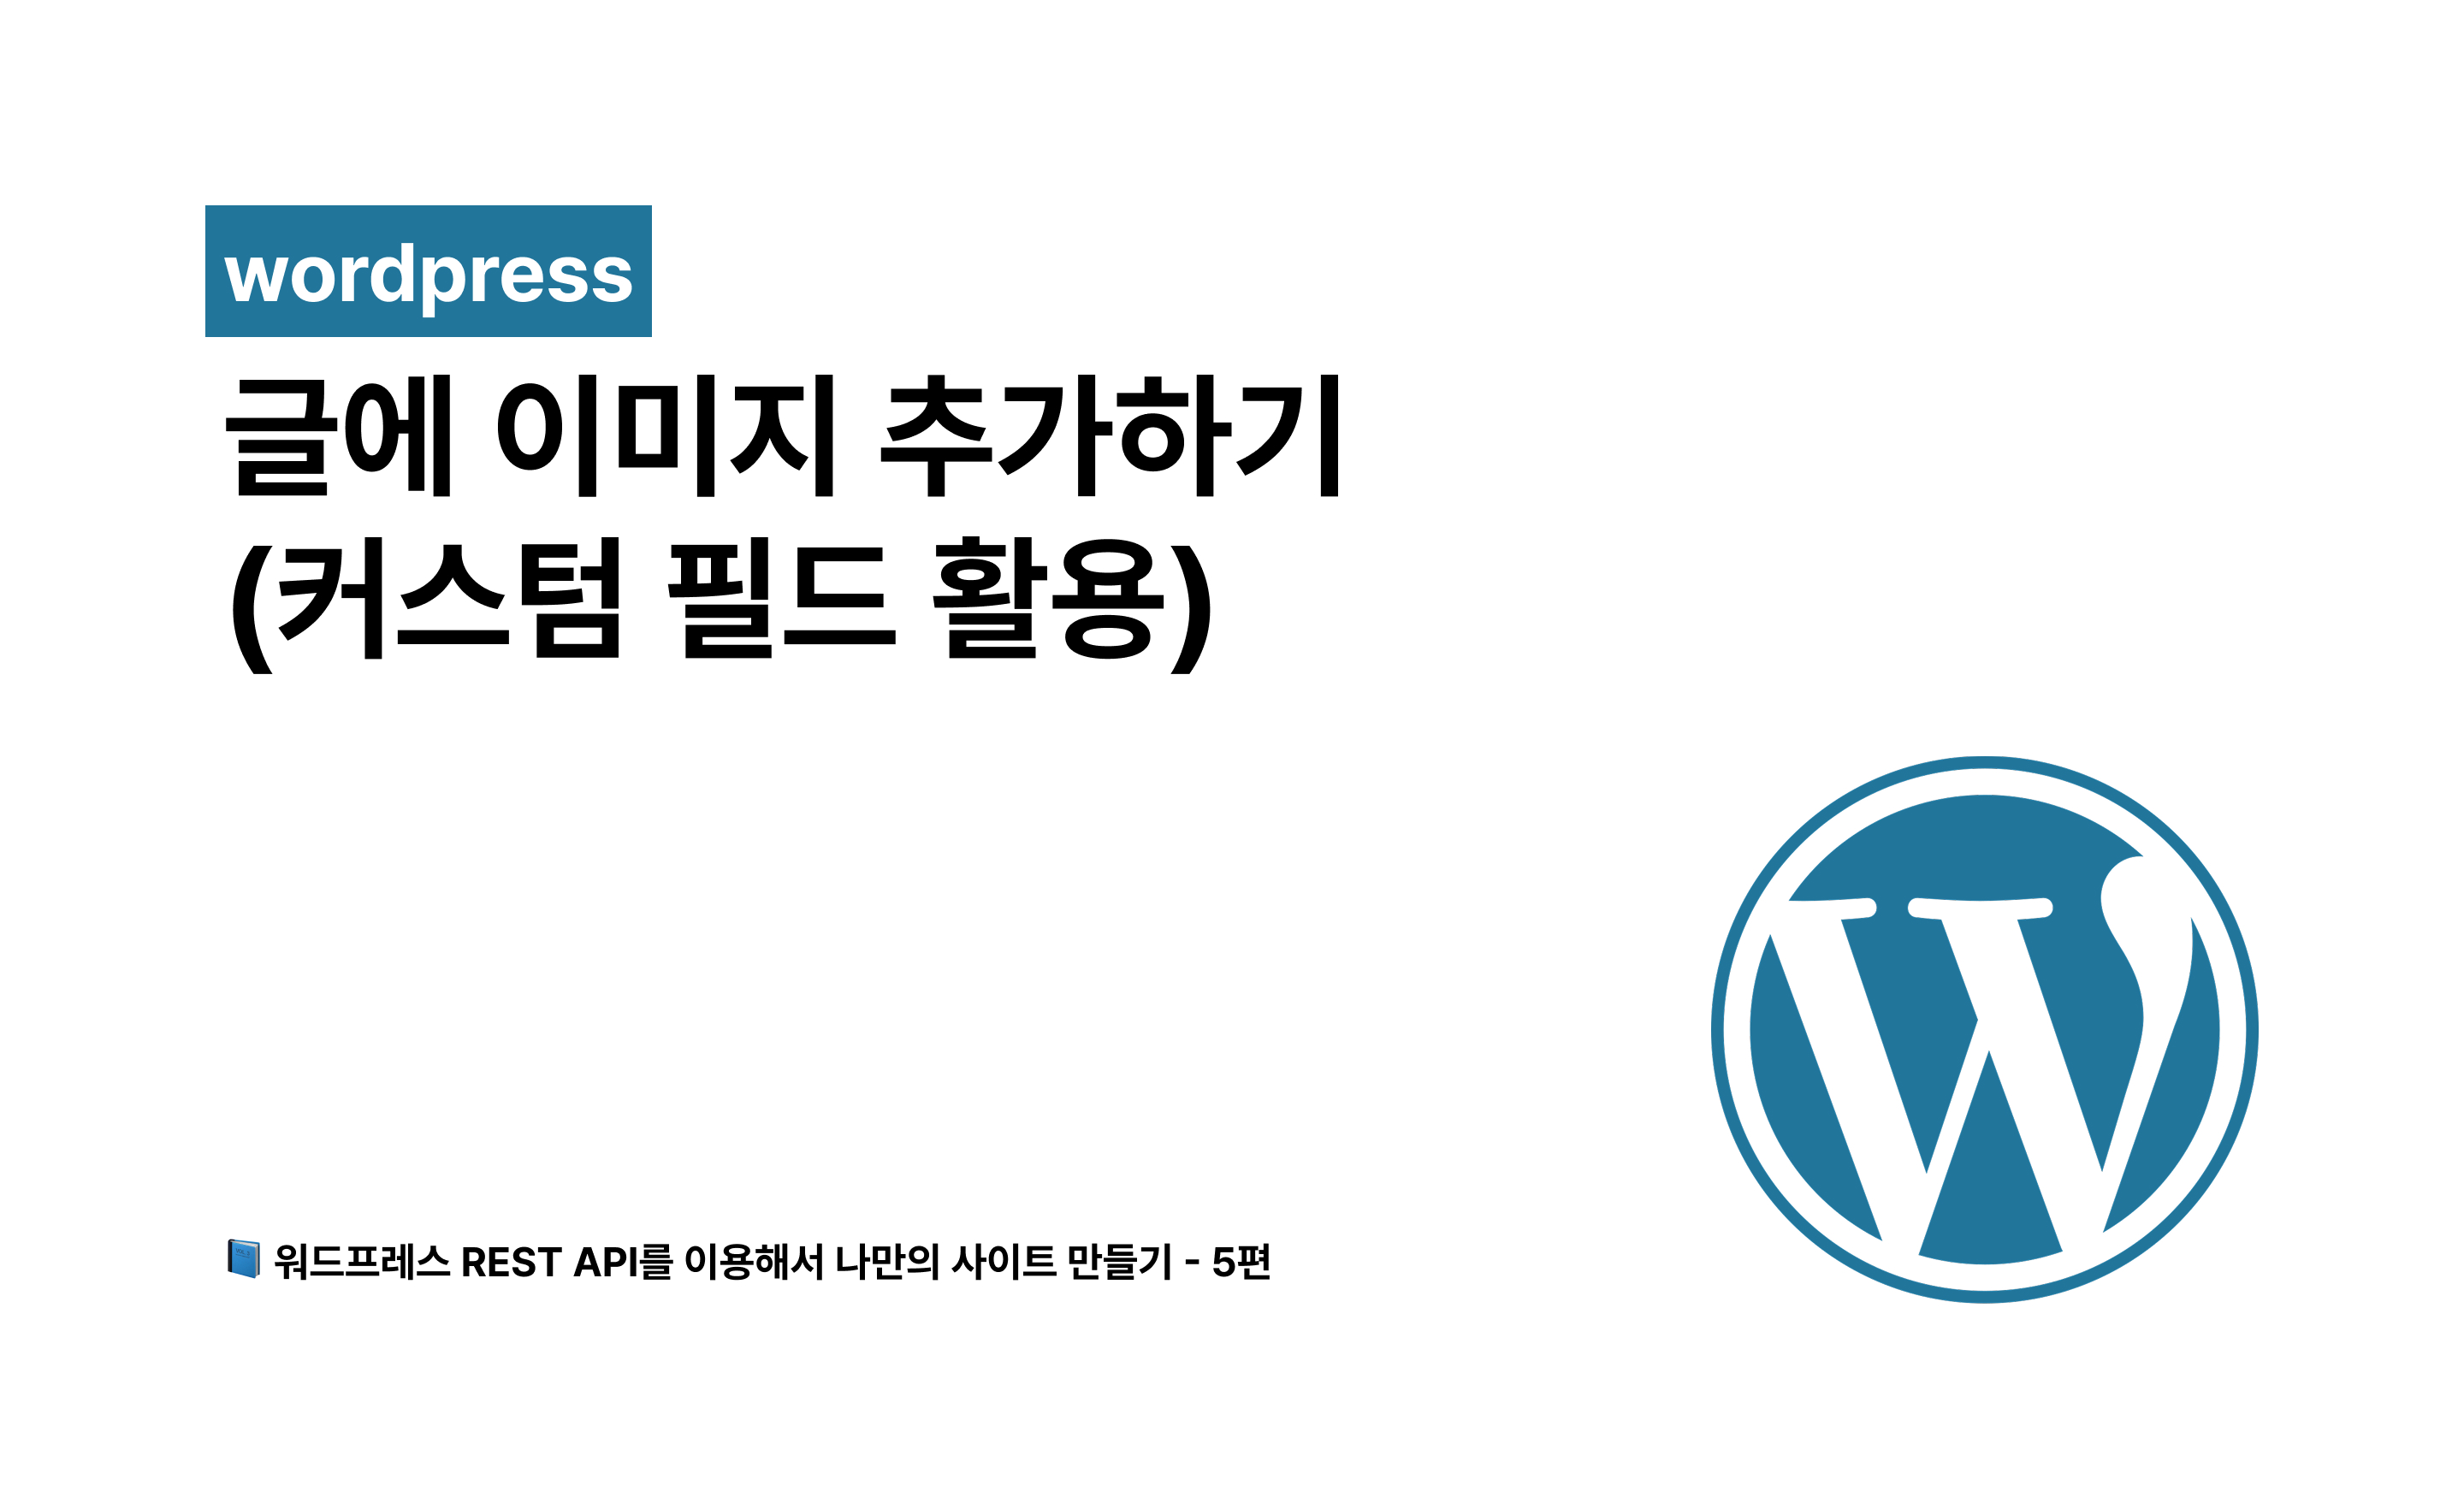 wordpress
글에 이미지 추가하기
(커스텀 필드 활용)
워드프레스 REST API를 이용해서 나만의 사이트 만들기 - 5편